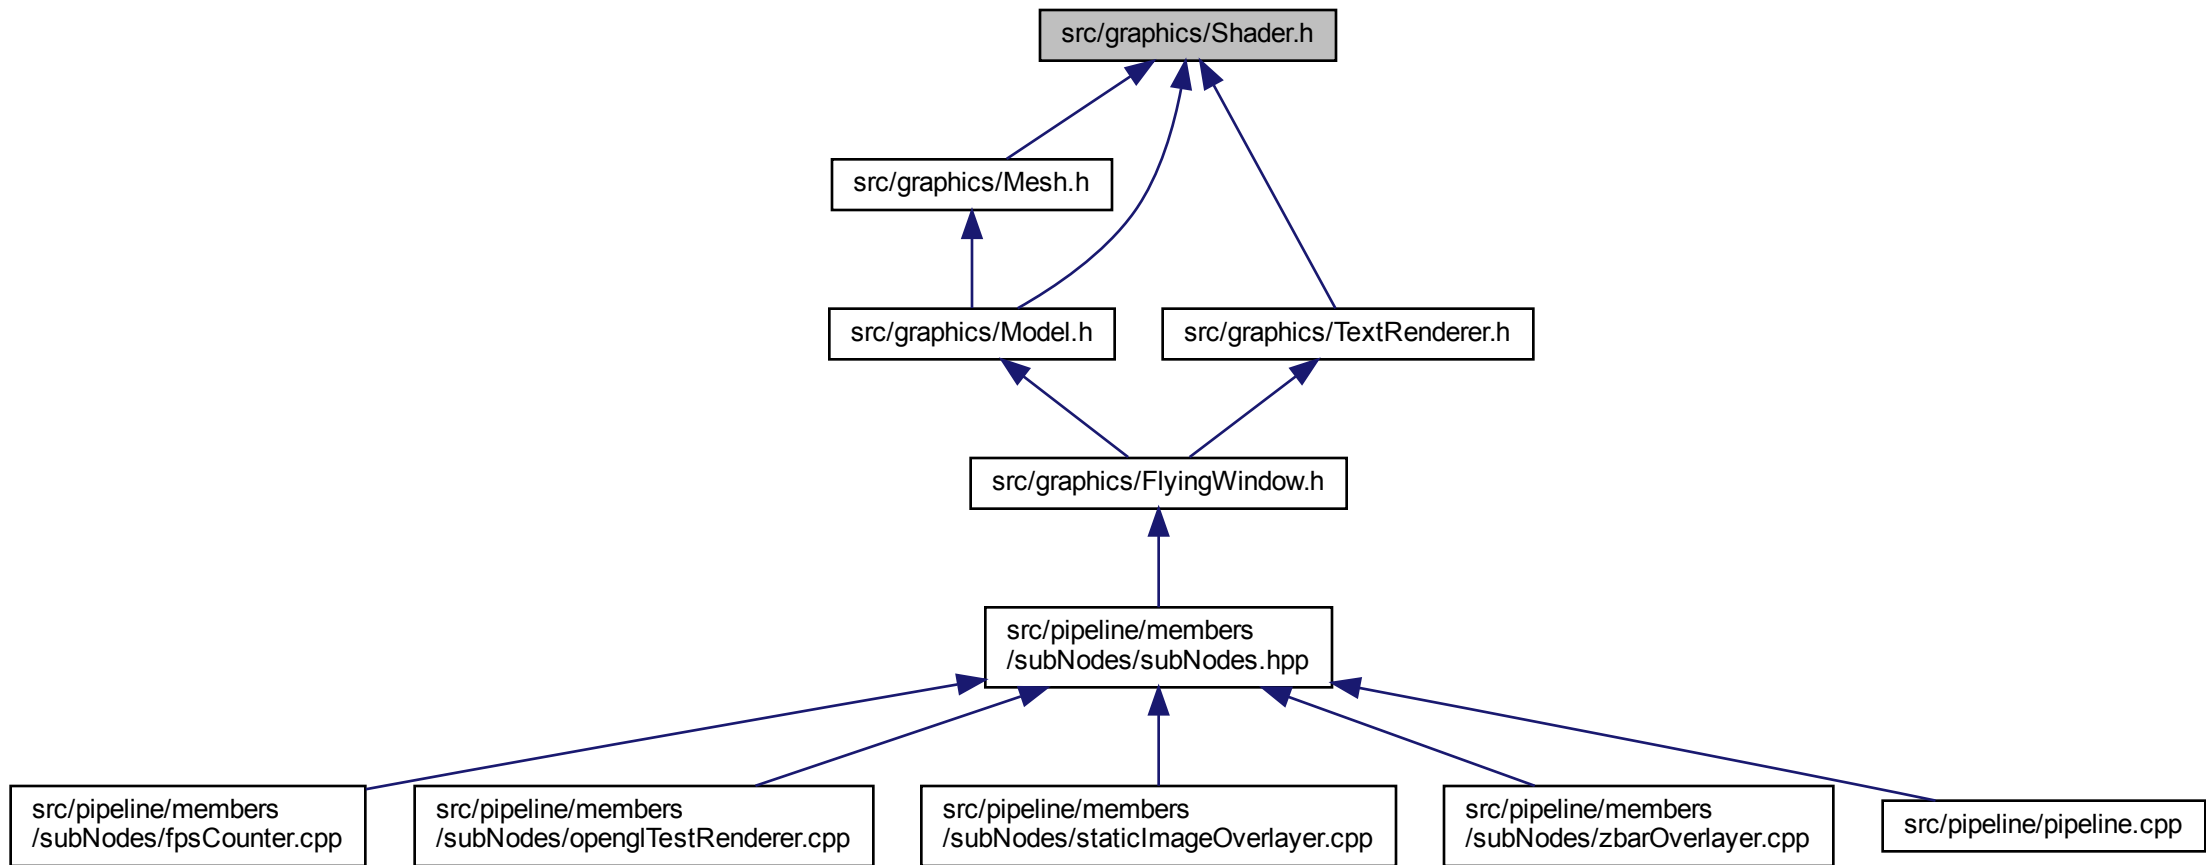 src/graphics/Shader.h
src/graphics/Mesh.h
src/graphics/Model.h
src/graphics/TextRenderer.h
src/graphics/FlyingWindow.h
src/pipeline/members
/subNodes/subNodes.hpp
src/pipeline/members
/subNodes/fpsCounter.cpp
src/pipeline/members
/subNodes/openglTestRenderer.cpp
src/pipeline/members
/subNodes/staticImageOverlayer.cpp
src/pipeline/members
/subNodes/zbarOverlayer.cpp
src/pipeline/pipeline.cpp